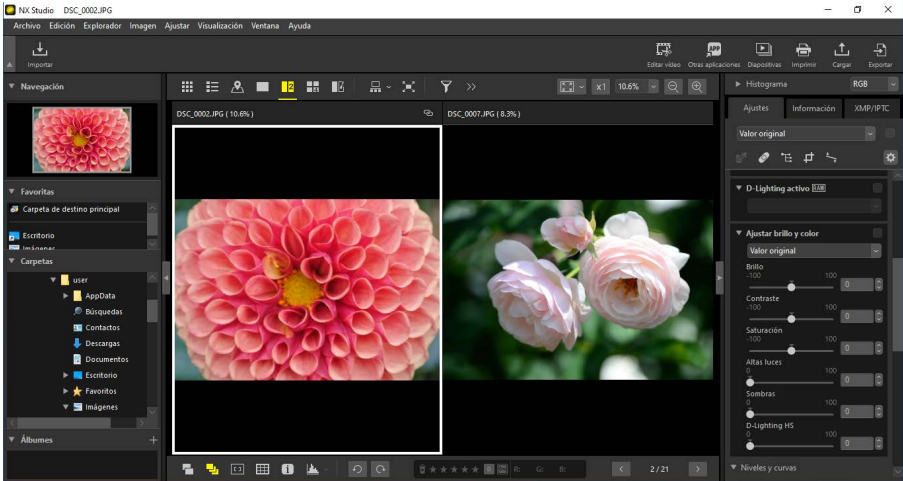 NX Studio DSC_0002.JPG
Archivo Edición Explorador Imagen Ajustar Visualización Ventana Ayuda
Importar
Editar vídeo Otras aplicaciones Diapositivas Imprimir Cargar Exportar
Navegación
x1 10.6%
Histograma RGB
DSC_0002.JPG ( 10.6% )
DSC_0007.JPG ( 8.3% )
Ajustes Información XMP/IPTC
Valor original
Favoritas
Carpeta de destino principal
Escritorio
Imágenes
Carpetas
user
AppData
Búsquedas
Contactos
Descargas
Documentos
Escritorio
Favoritos
Imágenes
Álbumes
D-Lighting activo RAW
Ajustar brillo y color
Valor original
Brillo
-100 100
0
Contraste
-100 100
0
Saturación
-100 100
0
Altas luces
0 100
0
Sombras
0 100
0
D-Lighting HS
0 100
0
Niveles y curvas
R: G: B:
2 / 21